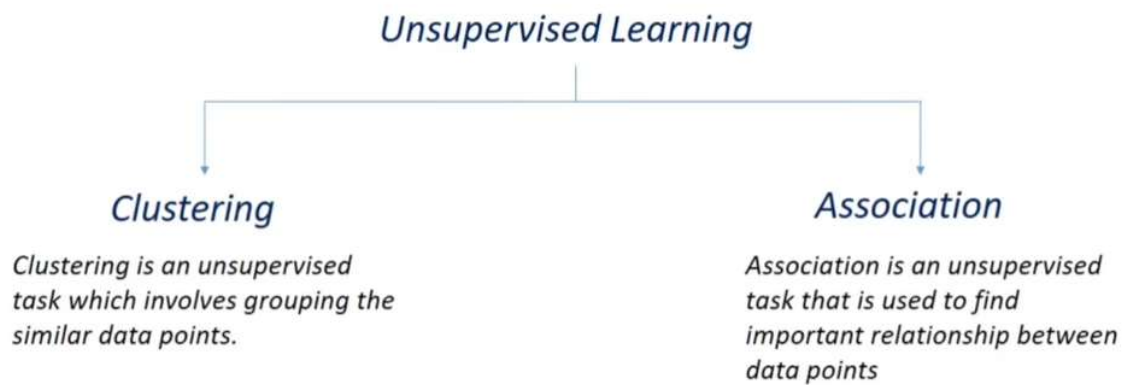 Unsupervised Learning
Clustering
Clustering is an unsupervised
task which involves grouping the
similar data points.
Association
Association is an unsupervised
task that is used to find
important relationship between
data points